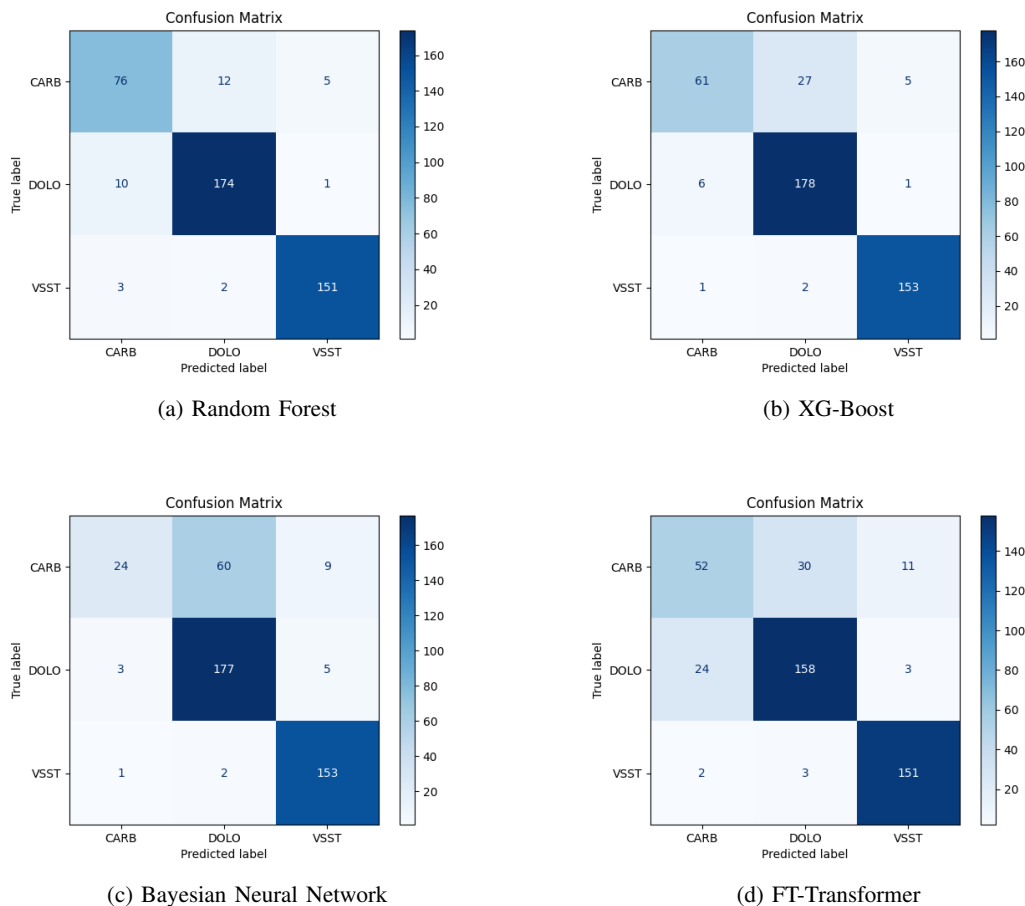 Confusion Matrix
CARB 76 12 5
DOLO 10 174 1
VSST 3 2 151
CARB DOLO VSST
Predicted label
True label
160
140
120
100
80
60
40
20
(a) Random Forest
Confusion Matrix
CARB 61 27 5
DOLO 6 178 1
VSST 1 2 153
CARB DOLO VSST
Predicted label
True label
160
140
120
100
80
60
40
20
(b) XG-Boost
Confusion Matrix
CARB 24 60 9
DOLO 3 177 5
VSST 1 2 153
CARB DOLO VSST
Predicted label
True label
160
140
120
100
80
60
40
20
(c) Bayesian Neural Network
Confusion Matrix
CARB 52 30 11
DOLO 24 158 3
VSST 2 3 151
CARB DOLO VSST
Predicted label
True label
140
120
100
80
60
40
20
(d) FT-Transformer